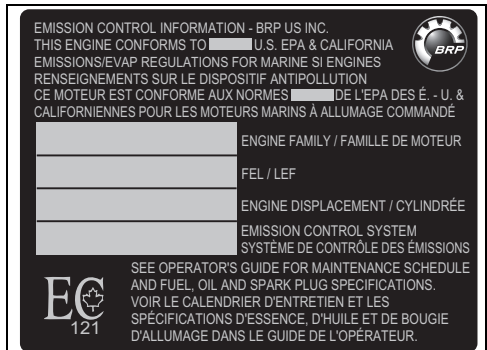 EMISSION CONTROL INFORMATION - BRP US INC.
THIS ENGINE CONFORMS TO U.S. EPA & CALIFORNIA
EMISSIONS/EVAP REGULATIONS FOR MARINE SI ENGINES
RENSEIGNEMENTS SUR LE DISPOSITIF ANTIPOLLUTION
CE MOTEUR EST CONFORME AUX NORMES DE L'EPA DES É. - U. &
CALIFORNIENNES POUR LES MOTEURS MARINS À ALLUMAGE COMMANDÉ
BRP
ENGINE FAMILY / FAMILLE DE MOTEUR
FEL / LEF
ENGINE DISPLACEMENT / CYLINDRÉE
EMISSION CONTROL SYSTEM
SYSTÈME DE CONTRÔLE DES ÉMISSIONS
EC
121
SEE OPERATOR'S GUIDE FOR MAINTENANCE SCHEDULE
AND FUEL, OIL AND SPARK PLUG SPECIFICATIONS.
VOIR LE CALENDRIER D'ENTRETIEN ET LES
SPÉCIFICATIONS D'ESSENCE, D'HUILE ET DE BOUGIE
D'ALLUMAGE DANS LE GUIDE DE L'OPÉRATEUR.